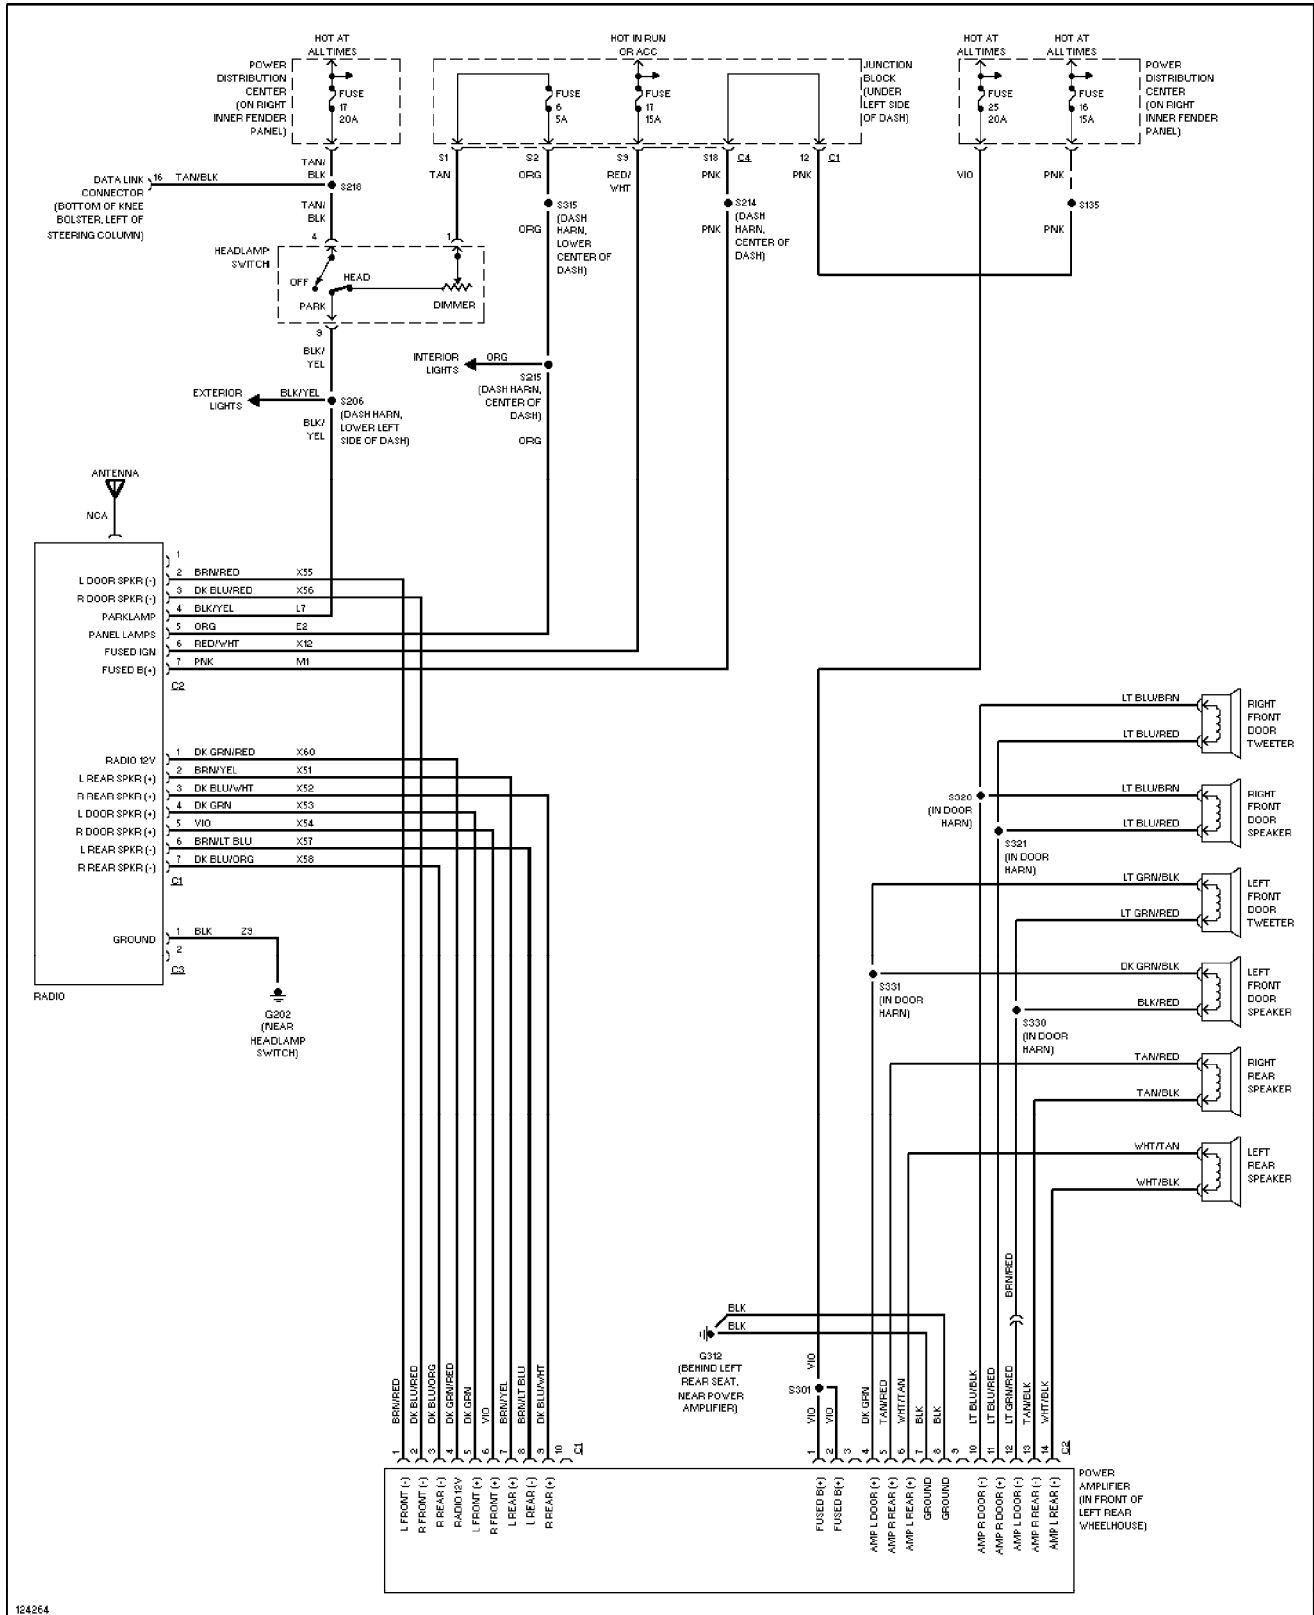 HOT AT
ALL TIMES
POWER
DISTRIBUTION
CENTER
(ON RIGHT
INNER FENDER
PANEL)
FUSE
17
20A
HOT IN RUN
OR ACC
FUSE
6
5A
FUSE
17
15A
JUNCTION
BLOCK
(UNDER
LEFT SIDE
OF DASH)
HOT AT
ALL TIMES
HOT AT
ALL TIMES
FUSE
25
20A
FUSE
16
15A
POWER
DISTRIBUTION
CENTER
(ON RIGHT
INNER FENDER
PANEL)
S1
S2
S9
S18
C4
12
C1
TAN/
BLK
TAN
ORG
RED/
WHT
PNK
PNK
VIO
PNK
DATA LINK
CONNECTOR
(BOTTOM OF KNEE
BOLSTER, LEFT OF
STEERING COLUMN)
16
TAN/BLK
S218
TAN/
BLK
S315
(DASH
HARN,
LOWER
CENTER OF
DASH)
ORG
S214
(DASH
HARN,
CENTER OF
DASH)
PNK
S135
PNK
4
1
HEADLAMP
SWITCH
OFF
HEAD
PARK
DIMMER
9
BLK/
YEL
INTERIOR
LIGHTS
ORG
S215
(DASH HARN,
CENTER OF
DASH)
ORG
EXTERIOR
LIGHTS
BLK/YEL
S206
(DASH HARN,
LOWER LEFT
SIDE OF DASH)
BLK/
YEL
ANTENNA
NCA
1
L DOOR SPKR (-) 2 BRN/RED X55
R DOOR SPKR (-) 3 DK BLU/RED X56
PARKLAMP 4 BLK/YEL L7
PANEL LAMPS 5 ORG E2
FUSED IGN 6 RED/WHT X12
FUSED B(+) 7 PNK M1
C2
RADIO 12V 1 DK GRN/RED X60
L REAR SPKR (+) 2 BRN/YEL X51
R REAR SPKR (+) 3 DK BLU/WHT X52
L DOOR SPKR (+) 4 DK GRN X53
R DOOR SPKR (+) 5 VIO X54
L REAR SPKR (-) 6 BRN/LT BLU X57
R REAR SPKR (-) 7 DK BLU/ORG X58
C1
GROUND 1 BLK Z9
2
C3
RADIO
G202
(NEAR
HEADLAMP
SWITCH)
LT BLU/BRN
LT BLU/RED
RIGHT
FRONT
DOOR
TWEETER
S320
(IN DOOR
HARN)
LT BLU/BRN
LT BLU/RED
RIGHT
FRONT
DOOR
SPEAKER
S321
(IN DOOR
HARN)
LT GRN/BLK
LT GRN/RED
LEFT
FRONT
DOOR
TWEETER
S331
(IN DOOR
HARN)
DK GRN/BLK
BLK/RED
LEFT
FRONT
DOOR
SPEAKER
S330
(IN DOOR
HARN)
TAN/RED
TAN/BLK
RIGHT
REAR
SPEAKER
WHT/TAN
WHT/BLK
LEFT
REAR
SPEAKER
BRN/RED
BLK
BLK
G312
(BEHIND LEFT
REAR SEAT,
NEAR POWER
AMPLIFIER)
VIO
S301
BRN/RED 1 L FRONT (-)
DK BLU/RED 2 R FRONT (-)
DK BLU/ORG 3 R REAR (-)
DK GRN/RED 4 RADIO 12V
DK GRN 5 L FRONT (+)
VIO 6 R FRONT (+)
BRN/YEL 7 L REAR (+)
BRN/LT BLU 8 L REAR (-)
DK BLU/WHT 9 R REAR (+)
10
C1
VIO 1 FUSED B(+)
VIO 2 FUSED B(+)
3
DK GRN 4 AMP L DOOR (+)
TAN/RED 5 AMP R REAR (+)
WHT/TAN 6 AMP L REAR (+)
BLK 7 GROUND
BLK 8 GROUND
9
LT BLU/BLK 10 AMP R DOOR (-)
LT BLU/RED 11 AMP R DOOR (+)
LT GRN/RED 12 AMP L DOOR (-)
TAN/BLK 13 AMP R REAR (-)
WHT/BLK 14 AMP L REAR (-)
C2
POWER
AMPLIFIER
(IN FRONT OF
LEFT REAR
WHEELHOUSE)
124264